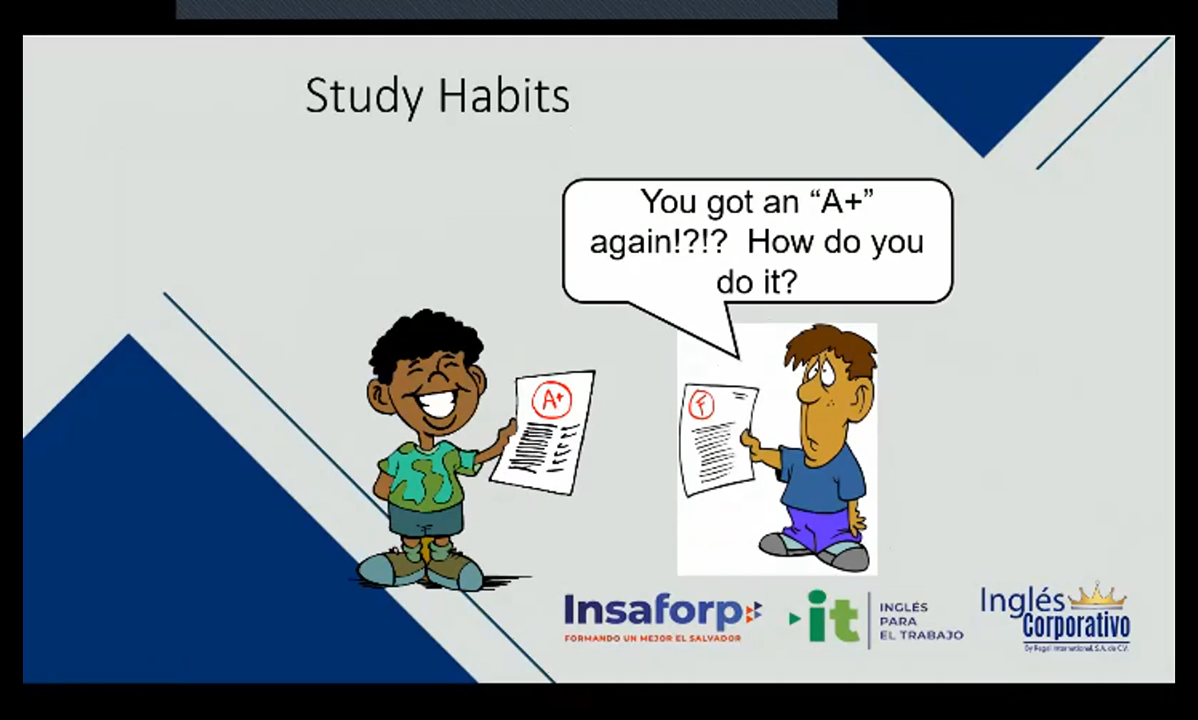 Study Habits
You got an “A+”
again!?!? How do you
do it?
A+
F
Insaforp
FORMANDO UN MEJOR EL SALVADOR
it
INGLÉS
PARA
EL TRABAJO
Inglés
Corporativo
By Regal International, S.A. de C.V.